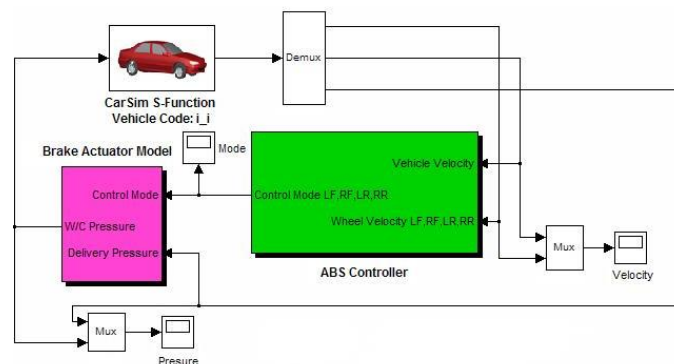 Demux
CarSim S-Function
Vehicle Code: i_i
Mode
Brake Actuator Model
Vehicle Velocity
Control Mode
Control Mode LF,RF,LR,RR
W/C Pressure
Wheel Velocity LF,RF,LR,RR
Delivery Pressure
Mux
ABS Controller
Velocity
Mux
Presure